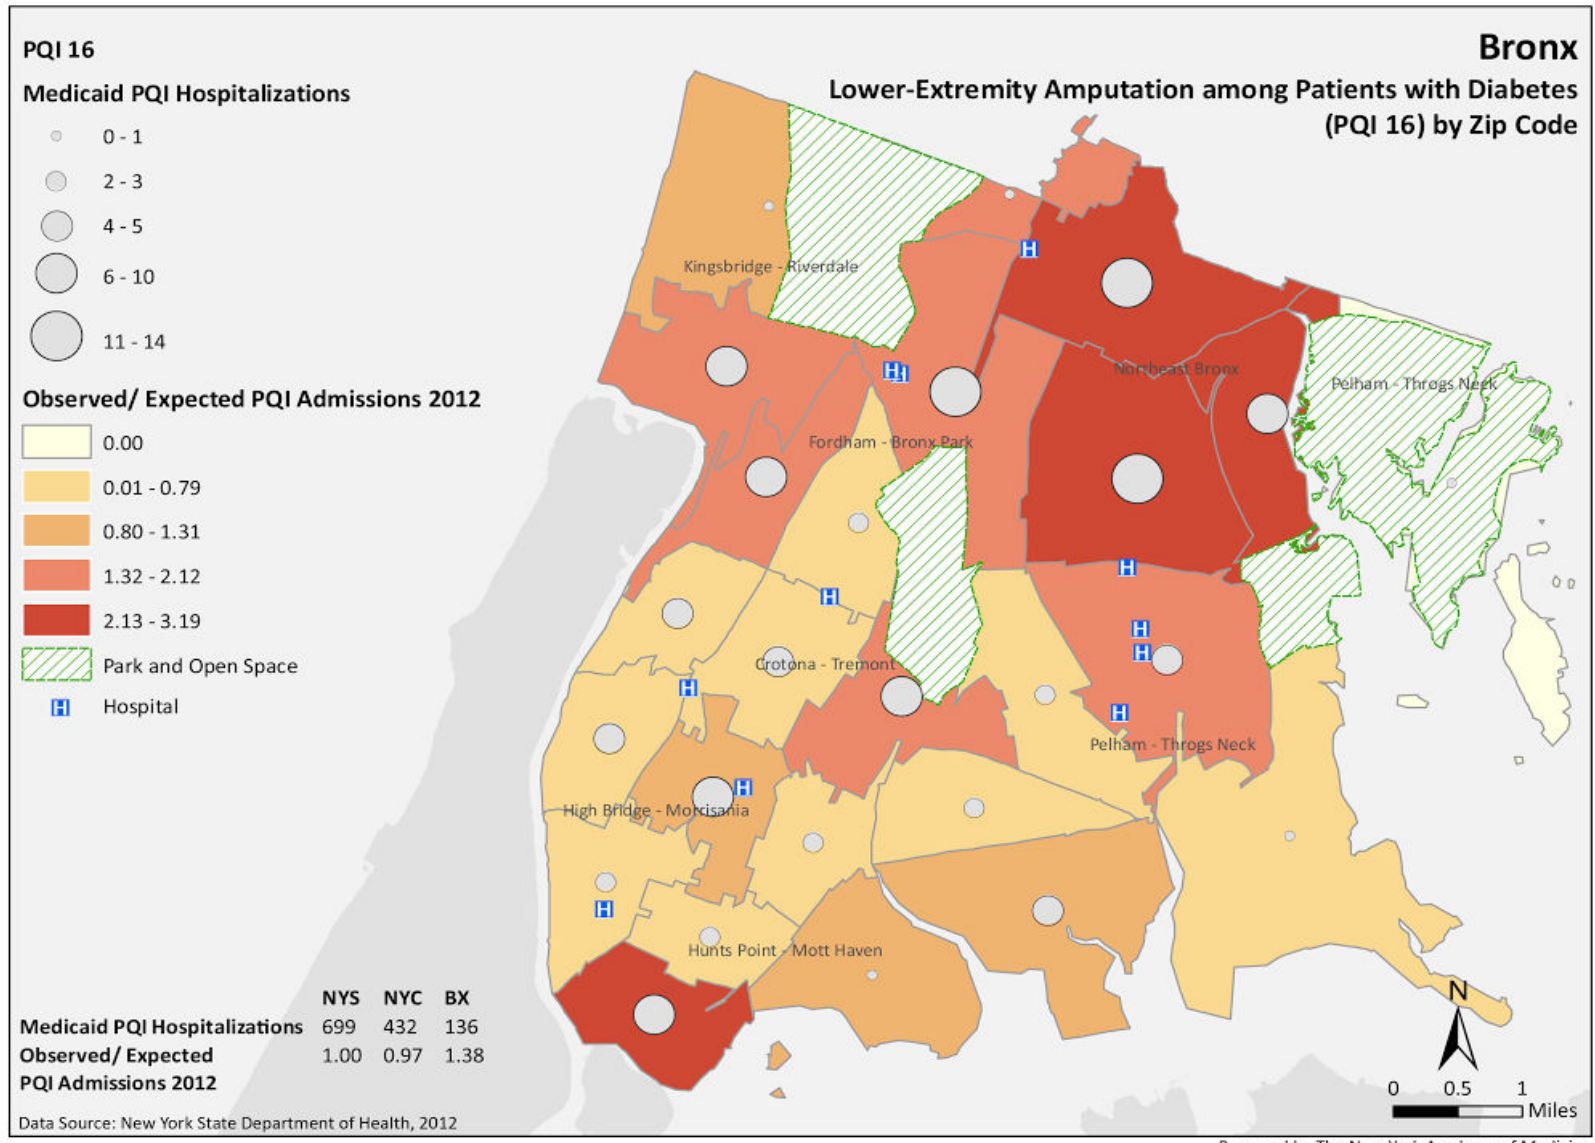 Bronx
Lower-Extremity Amputation among Patients with Diabetes
(PQI 16) by Zip Code
PQI 16
Medicaid PQI Hospitalizations
0 - 1
2 - 3
4 - 5
6 - 10
11 - 14
Observed/ Expected PQI Admissions 2012
0.00
0.01 - 0.79
0.80 - 1.31
1.32 - 2.12
2.13 - 3.19
Park and Open Space
H Hospital
H
Kingsbridge - Riverdale
Northeast Bronx
H H
Pelham - Throgs Neck
Fordham - Bronx Park
H
H
H
H
Crotona - Tremont
H
H
Pelham - Throgs Neck
H
High Bridge - Morrisania
H
Hunts Point - Mott Haven
NYS NYC BX
Medicaid PQI Hospitalizations 699 432 136
Observed/ Expected 1.00 0.97 1.38
PQI Admissions 2012
Data Source: New York State Department of Health, 2012
N
0 0.5 1
Miles